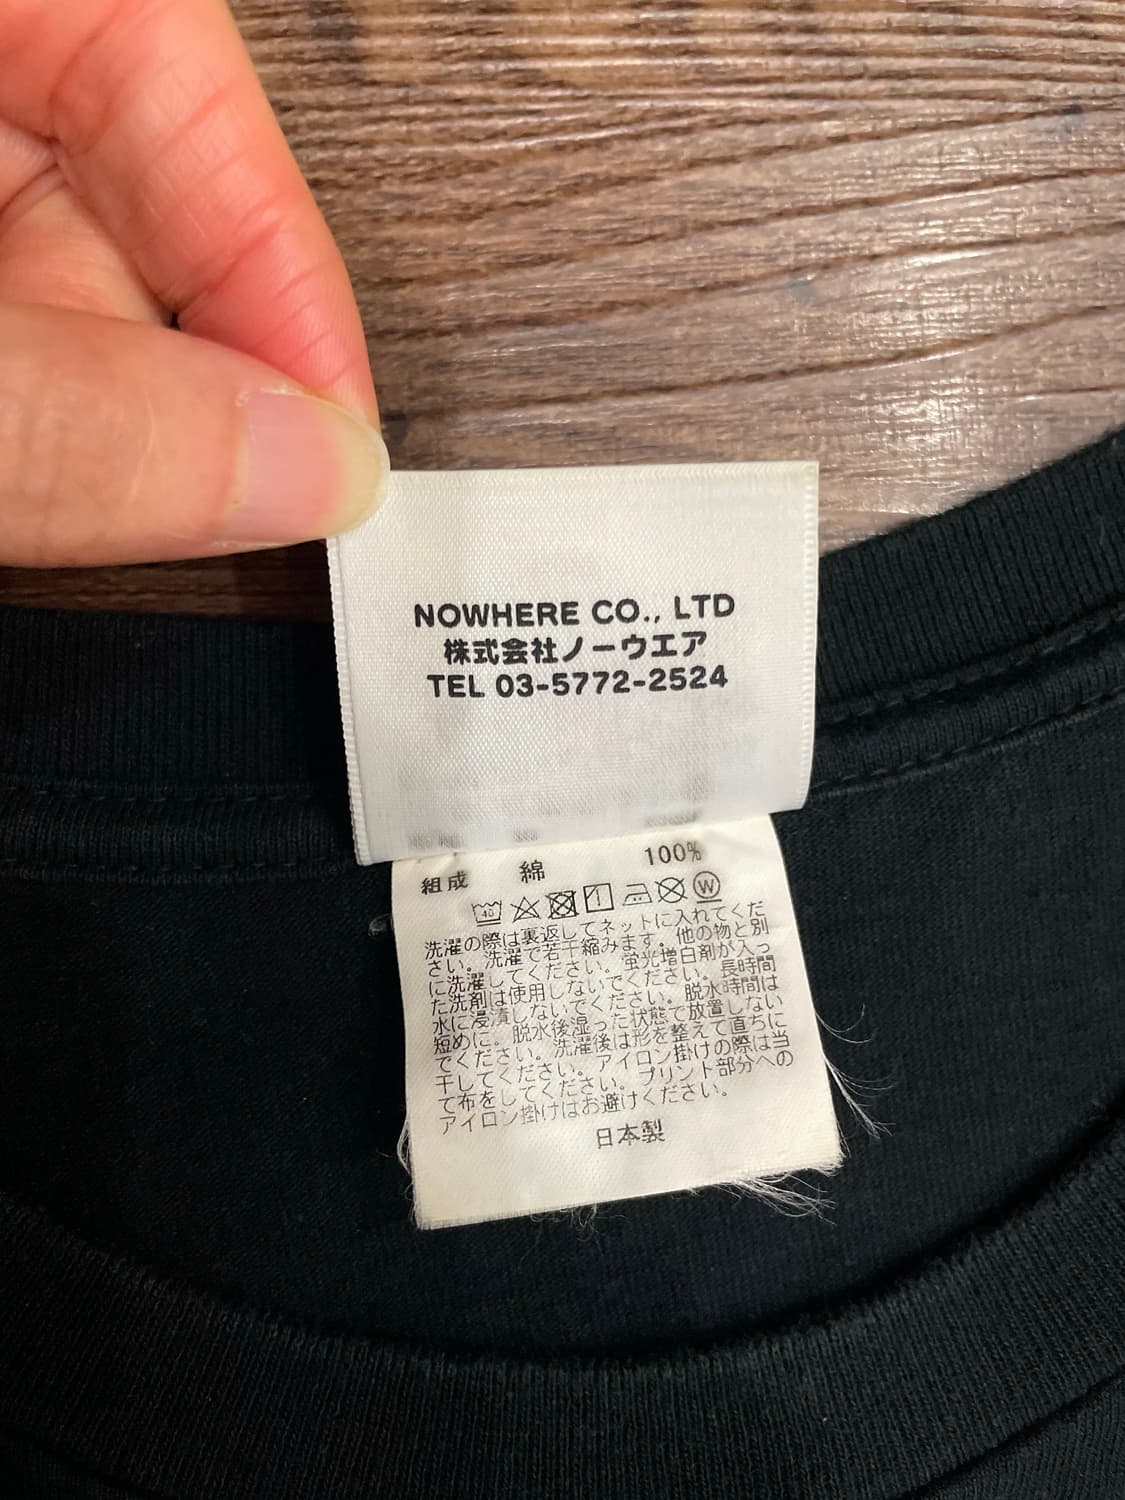 NOWHERE CO., LTD
株式会社ノーウエア
TEL 03-5772-2524
組成 綿 100%
40 W
洗濯の際は裏返してネットに入れてくだ
さい。洗濯で若干縮みます。他の物と別
に洗濯してください。蛍光増白剤が入っ
た洗剤は使用しないでください。長時間
水に浸漬しないでください。脱水時間は
短めに。脱水後湿った状態で放置しない
でください。洗濯後は形を整えて直ちに
干してください。アイロン掛けの際は当
て布をしてください。プリント部分への
アイロン掛けはお避けください。
日本製